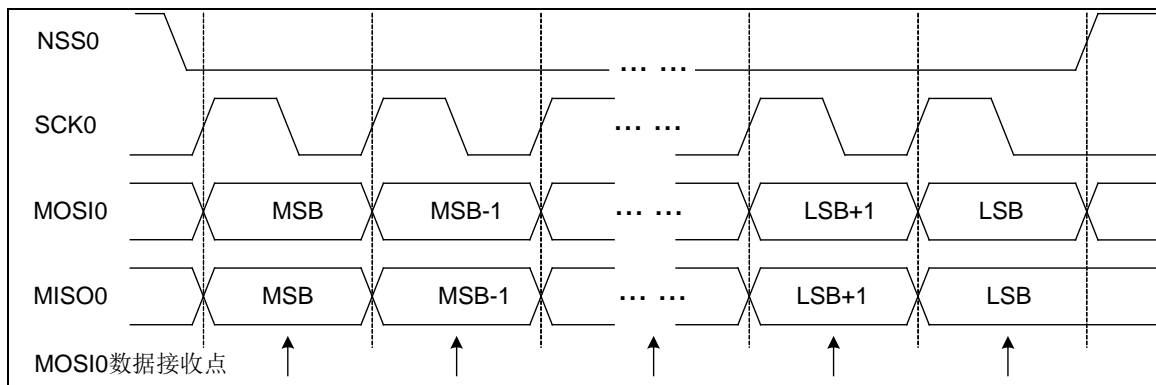 NSS0
... ...
SCK0
... ...
MOSI0
MSB
MSB-1
... ...
LSB+1
LSB
MISO0
MSB
MSB-1
... ...
LSB+1
LSB
MOSI0数据接收点